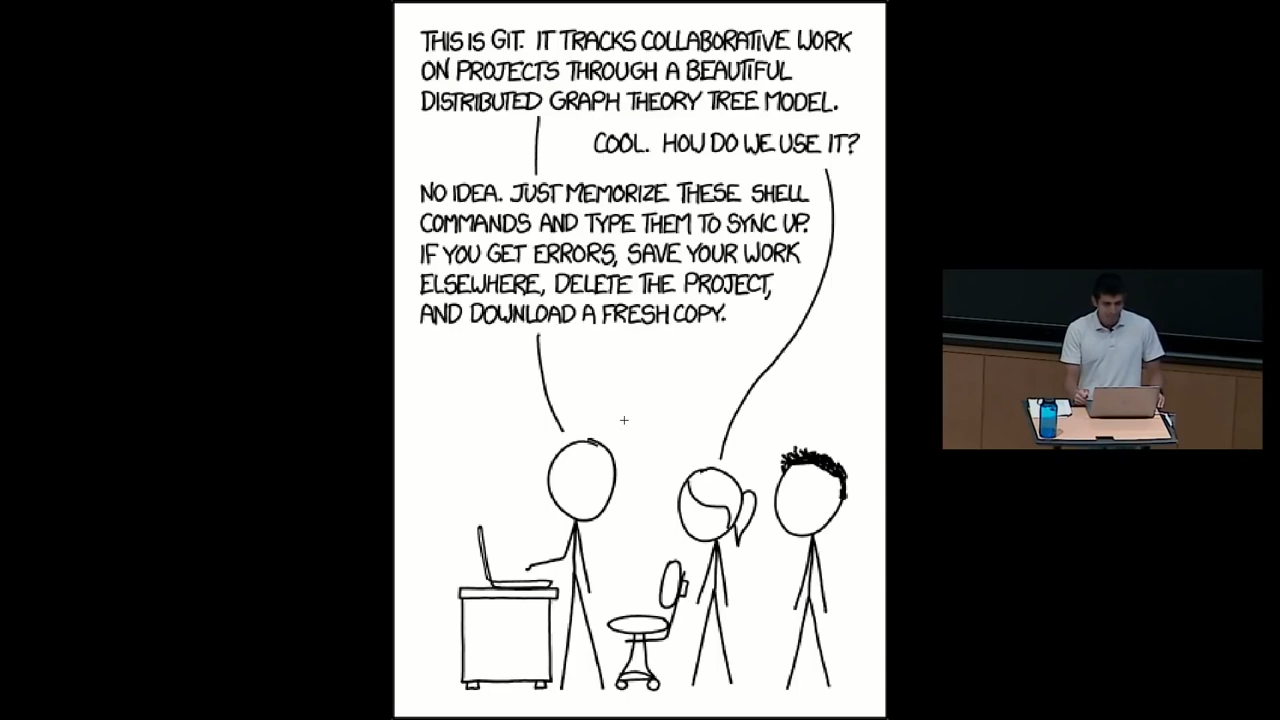 THIS IS GIT. IT TRACKS COLLABORATIVE WORK
ON PROJECTS THROUGH A BEAUTIFUL
DISTRIBUTED GRAPH THEORY TREE MODEL.
COOL. HOW DO WE USE IT?
NO IDEA. JUST MEMORIZE THESE SHELL
COMMANDS AND TYPE THEM TO SYNC UP.
IF YOU GET ERRORS, SAVE YOUR WORK
ELSEWHERE, DELETE THE PROJECT,
AND DOWNLOAD A FRESH COPY.